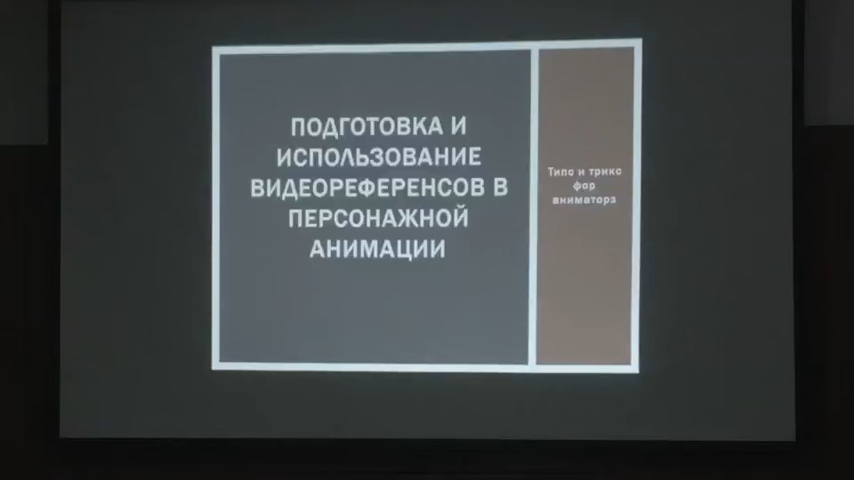 ПОДГОТОВКА И
ИСПОЛЬЗОВАНИЕ
ВИДЕОРЕФЕРЕНСОВ В
ПЕРСОНАЖНОЙ
АНИМАЦИИ
Типс и трикс
фор
аниматорз